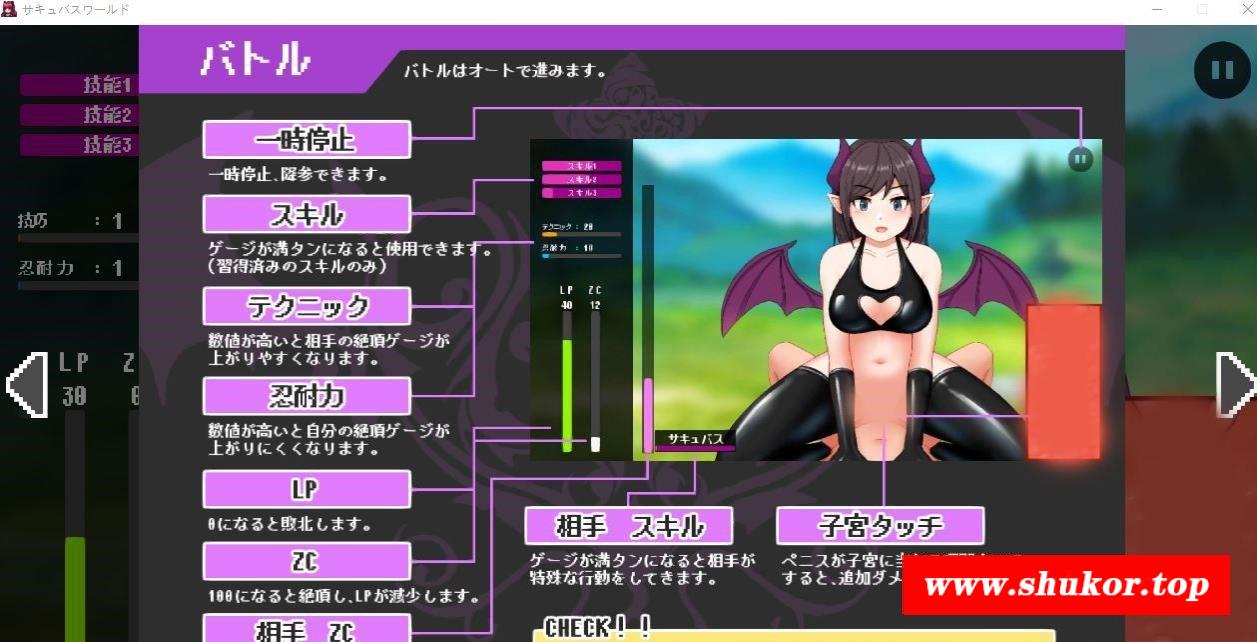 サキュバスワールド
バトル
バトルはオートで進みます。
技能1
技能2
技能3
技巧 : 1
忍耐力 : 1
LP Z
30
一時停止
一時停止、降参できます。
スキル
ゲージが満タンになると使用できます。
(習得済みのスキルのみ)
テクニック
数値が高いと相手の絶頂ゲージが
上がりやすくなります。
忍耐力
数値が高いと自分の絶頂ゲージが
上がりにくくなります。
LP
0になると敗北します。
ZC
100になると絶頂し、LPが減少します。
相手 ZC
スキル1
スキル2
スキル3
テクニック : 20
忍耐力 : 10
LP ZC
40 12
サキュバス
相手 スキル
ゲージが満タンになると相手が
特殊な行動をしてきます。
子宮タッチ
ペニスが子宮に
すると、追加ダメ
CHECK!!
www.shukor.top